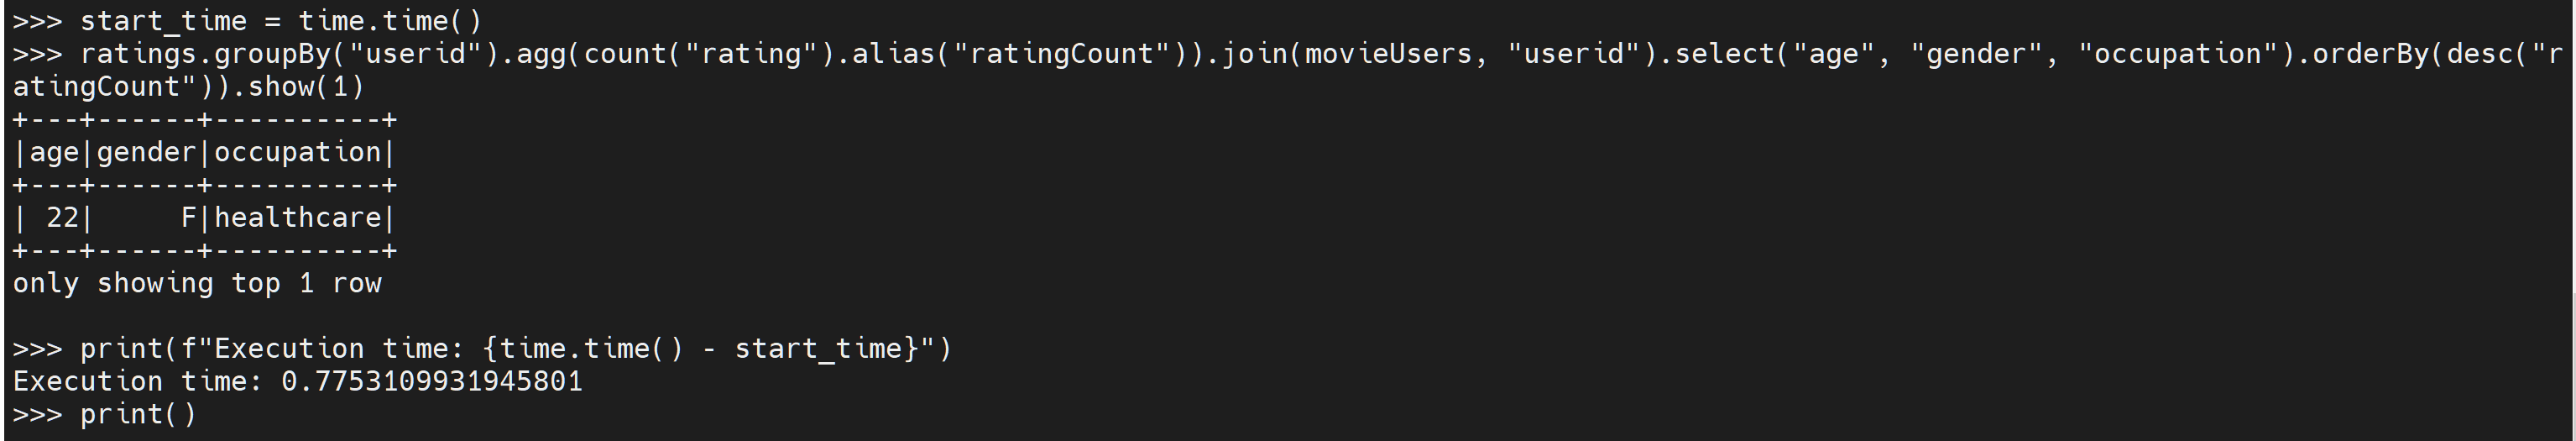 >>> start_time = time.time()
>>> ratings.groupBy("userid").agg(count("rating").alias("ratingCount")).join(movieUsers, "userid").select("age", "gender", "occupation").orderBy(desc("r
atingCount")).show(1)
+---+------+----------+
|age|gender|occupation|
+---+------+----------+
| 22|     F|healthcare|
+---+------+----------+
only showing top 1 row

>>> print(f"Execution time: {time.time() - start_time}")
Execution time: 0.7753109931945801
>>> print()